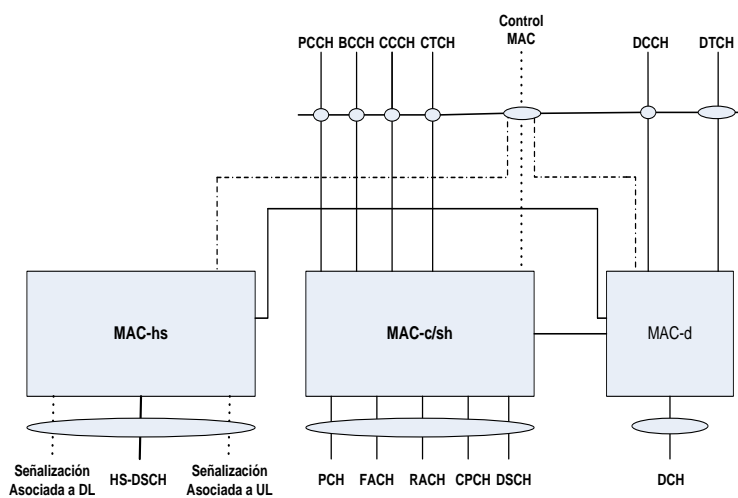 Control
MAC
PCCH BCCH CCCH CTCH DCCH DTCH
MAC-hs MAC-c/sh MAC-d
Señalización
Asociada a DL
HS-DSCH
Señalización
Asociada a UL
PCH FACH RACH CPCH DSCH DCH